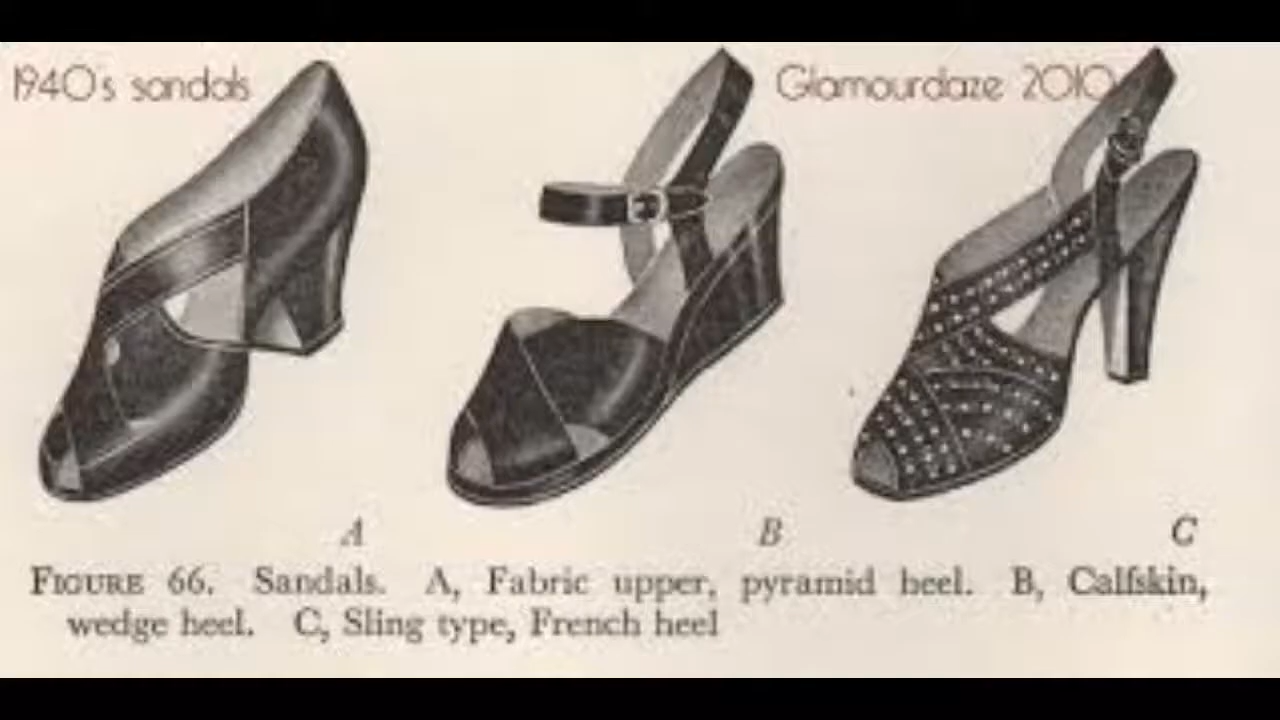 1940's sandals
Glamourdaze 2010
A
B
C
FIGURE 66. Sandals. A, Fabric upper, pyramid heel. B, Calfskin,
wedge heel. C, Sling type, French heel